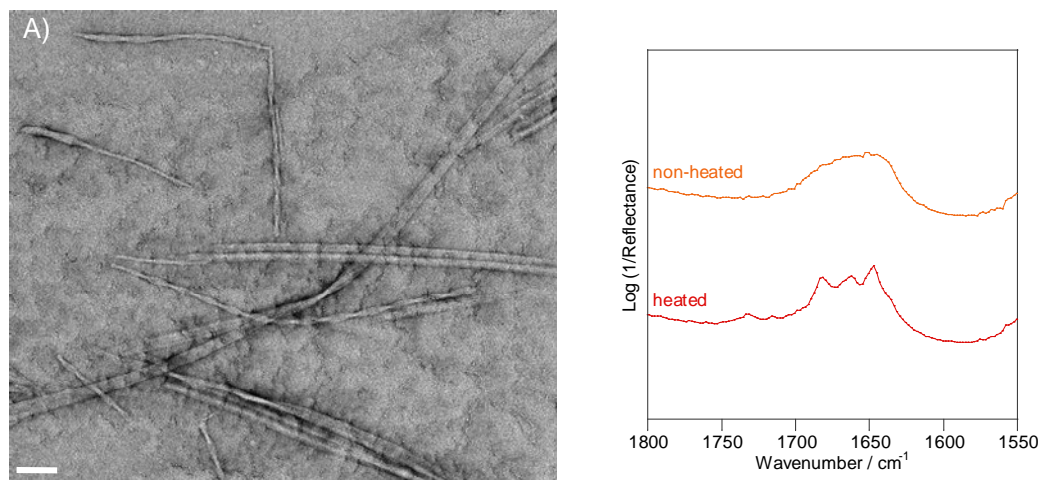 A)
non-heated
heated
Log (1/Reflectance)
1800 1750 1700 1650 1600 1550
Wavenumber / cm-1